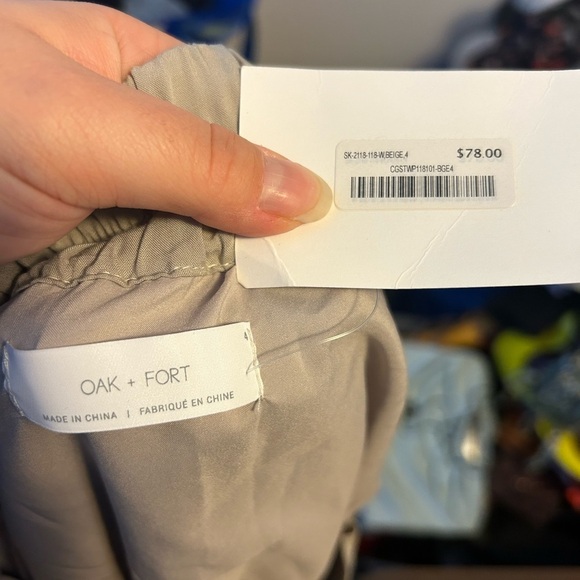 SK-2118-118-W,BEIGE,4 $78.00
CGSTWP118101-BGE4
OAK + FORT
MADE IN CHINA | FABRIQUÉ EN CHINE